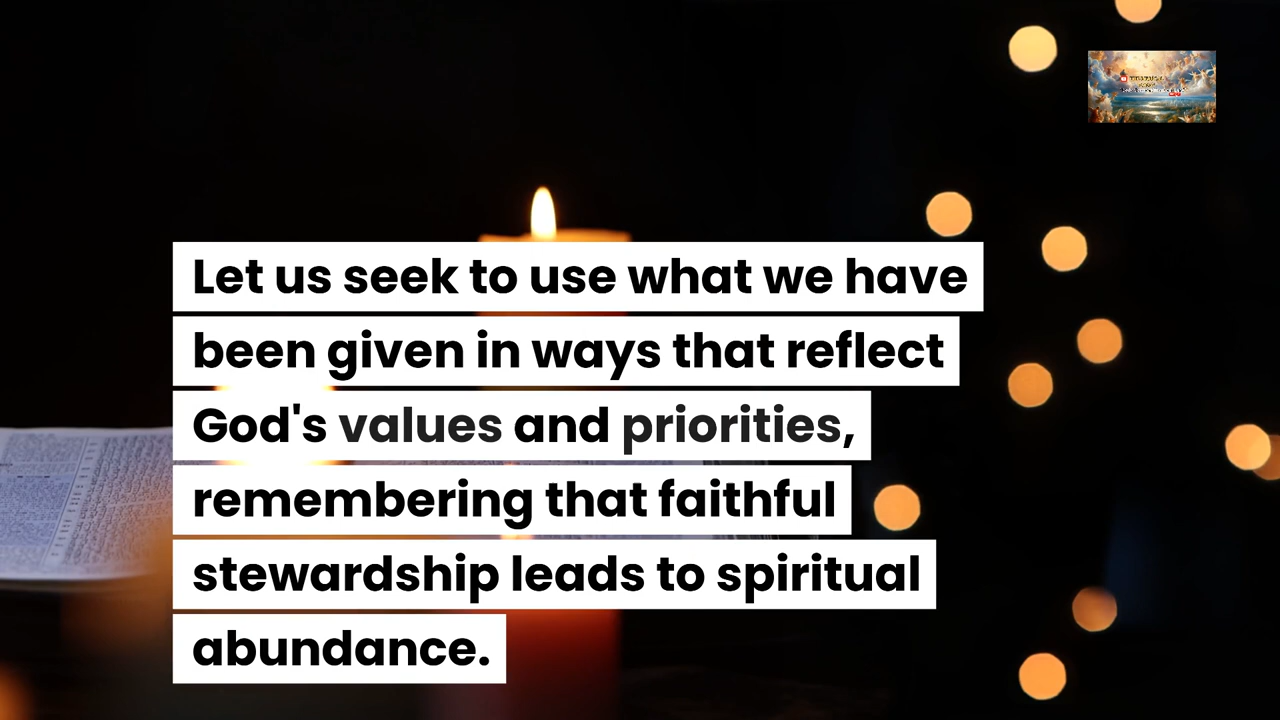 Let us seek to use what we have
been given in ways that reflect
God's values and priorities,
remembering that faithful
stewardship leads to spiritual
abundance.